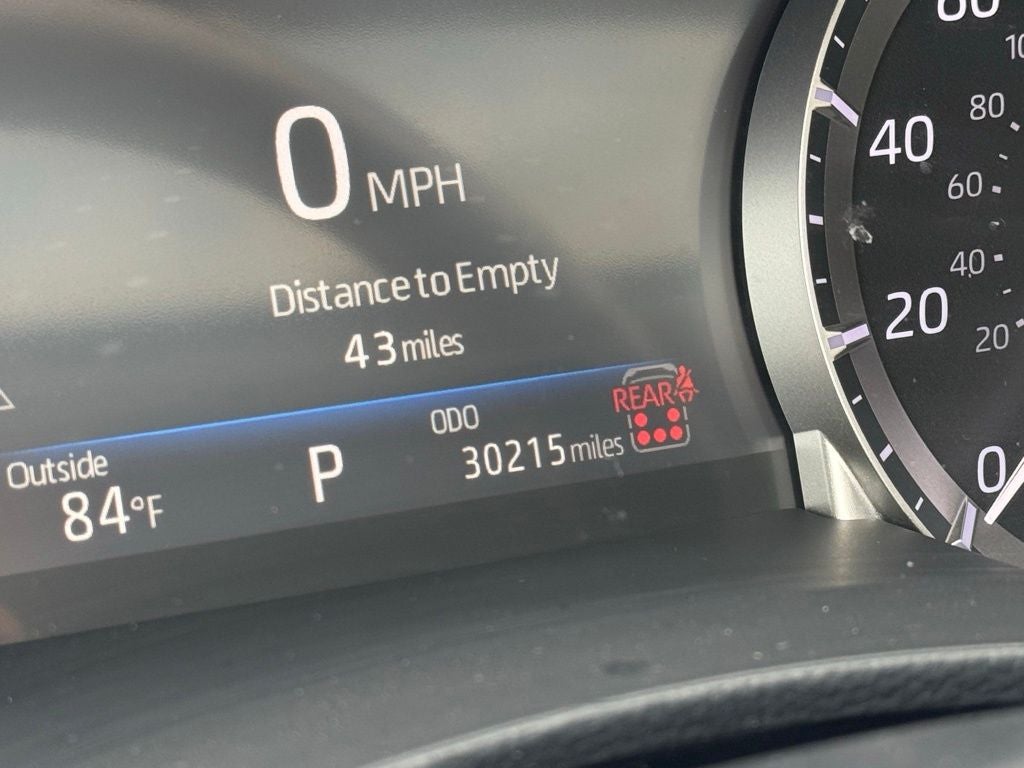 0 MPH
Distance to Empty
43 miles
Outside
84°F
P
ODO
30215 miles
REAR
40
20
0
80
60
40
20